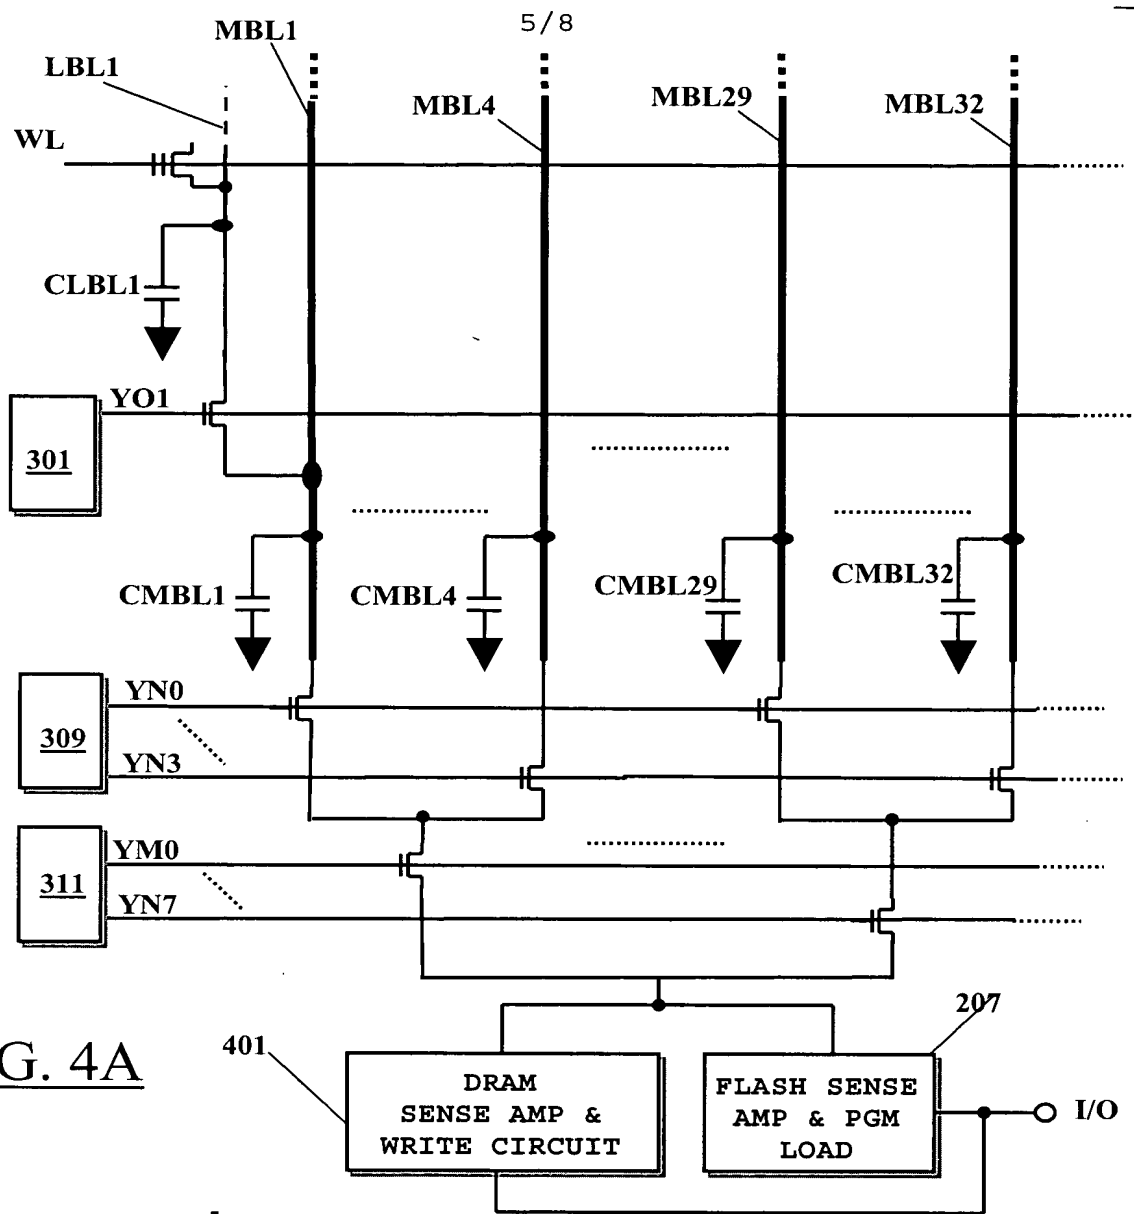 5/8
MBL1
LBL1
MBL4
MBL29
MBL32
WL
CLBL1
YO1
301
CMBL1
CMBL4
CMBL29
CMBL32
YN0
309
YN3
YM0
311
YN7
G. 4A
401
207
DRAM
SENSE AMP &
WRITE CIRCUIT
FLASH SENSE
AMP & PGM
LOAD
I/O